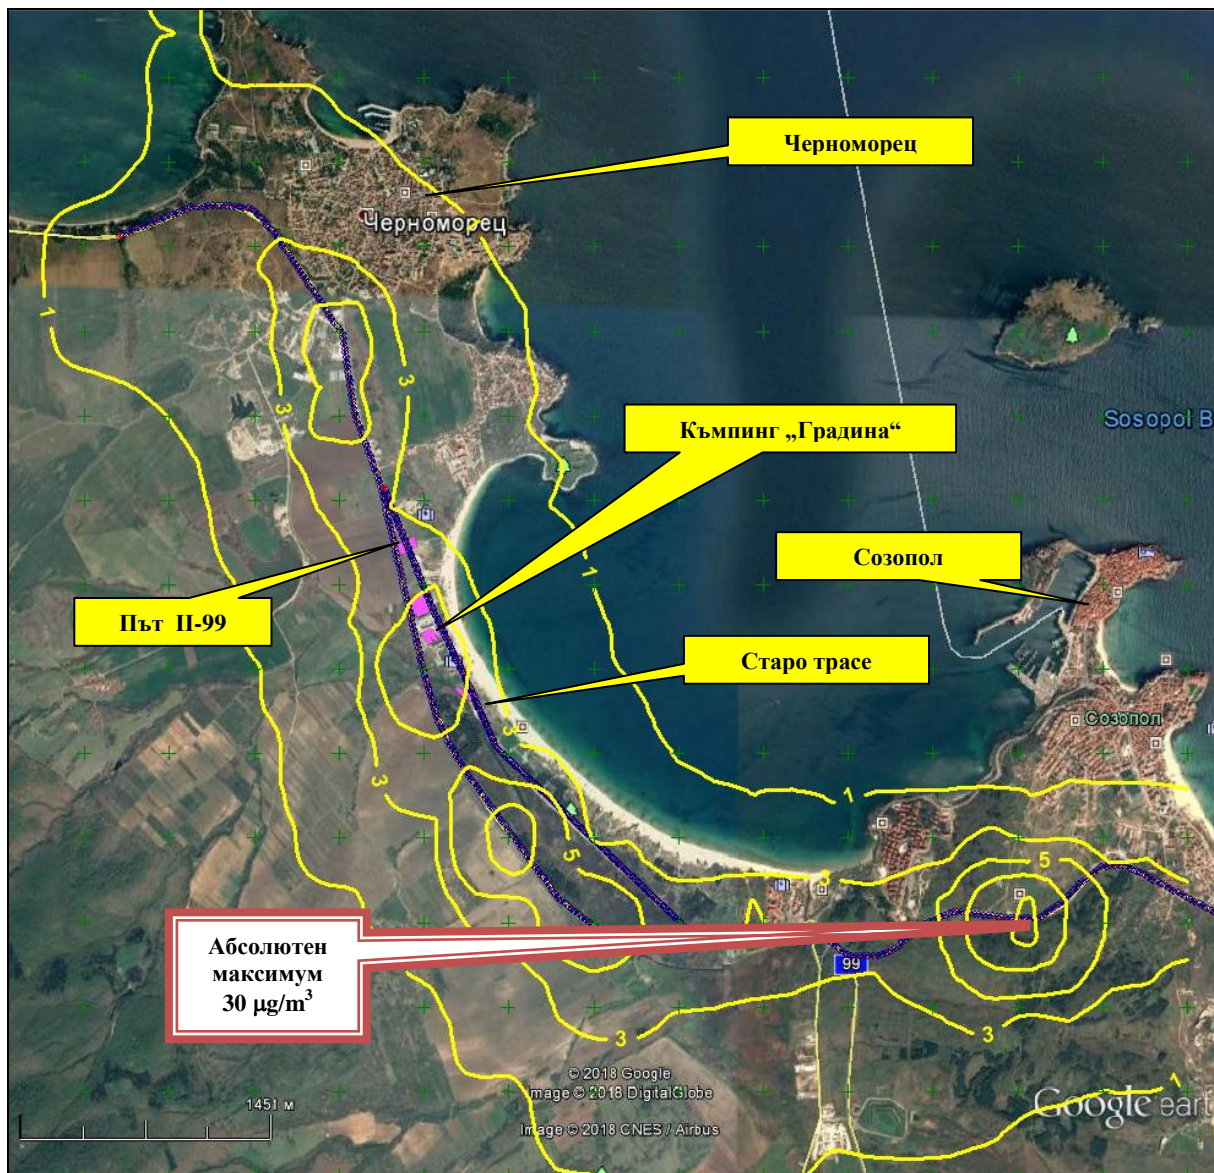 Черноморец
Черноморец
1
3
3
Sosopol B
Къмпинг „Градина“
Созопол
1
Път II-99
Старо трасе
Созопол
3
3
1
5
5
3
Абсолютен
максимум
30 µg/m³
99
3
3
1
© 2018 Google
Image © 2018 DigitalGlobe
Image © 2018 CNES / Airbus
Google eart
1451 м